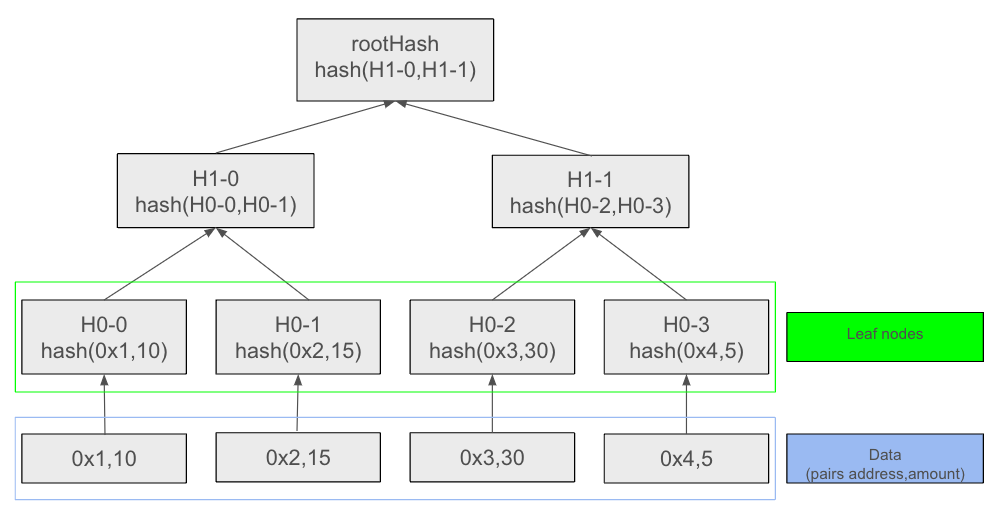 rootHash
hash(H1-0,H1-1)
H1-0
hash(H0-0,H0-1)
H1-1
hash(H0-2,H0-3)
H0-0
hash(0x1,10)
H0-1
hash(0x2,15)
H0-2
hash(0x3,30)
H0-3
hash(0x4,5)
Leaf nodes
0x1,10
0x2,15
0x3,30
0x4,5
Data
(pairs address,amount)